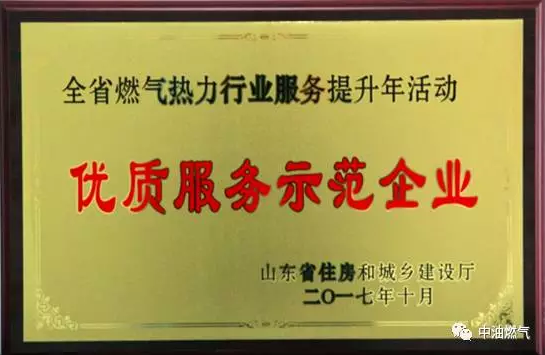 全省燃气热力行业服务提升年活动
优质服务示范企业
山东省住房和城乡建设厅
二〇一七年十月
中油燃气